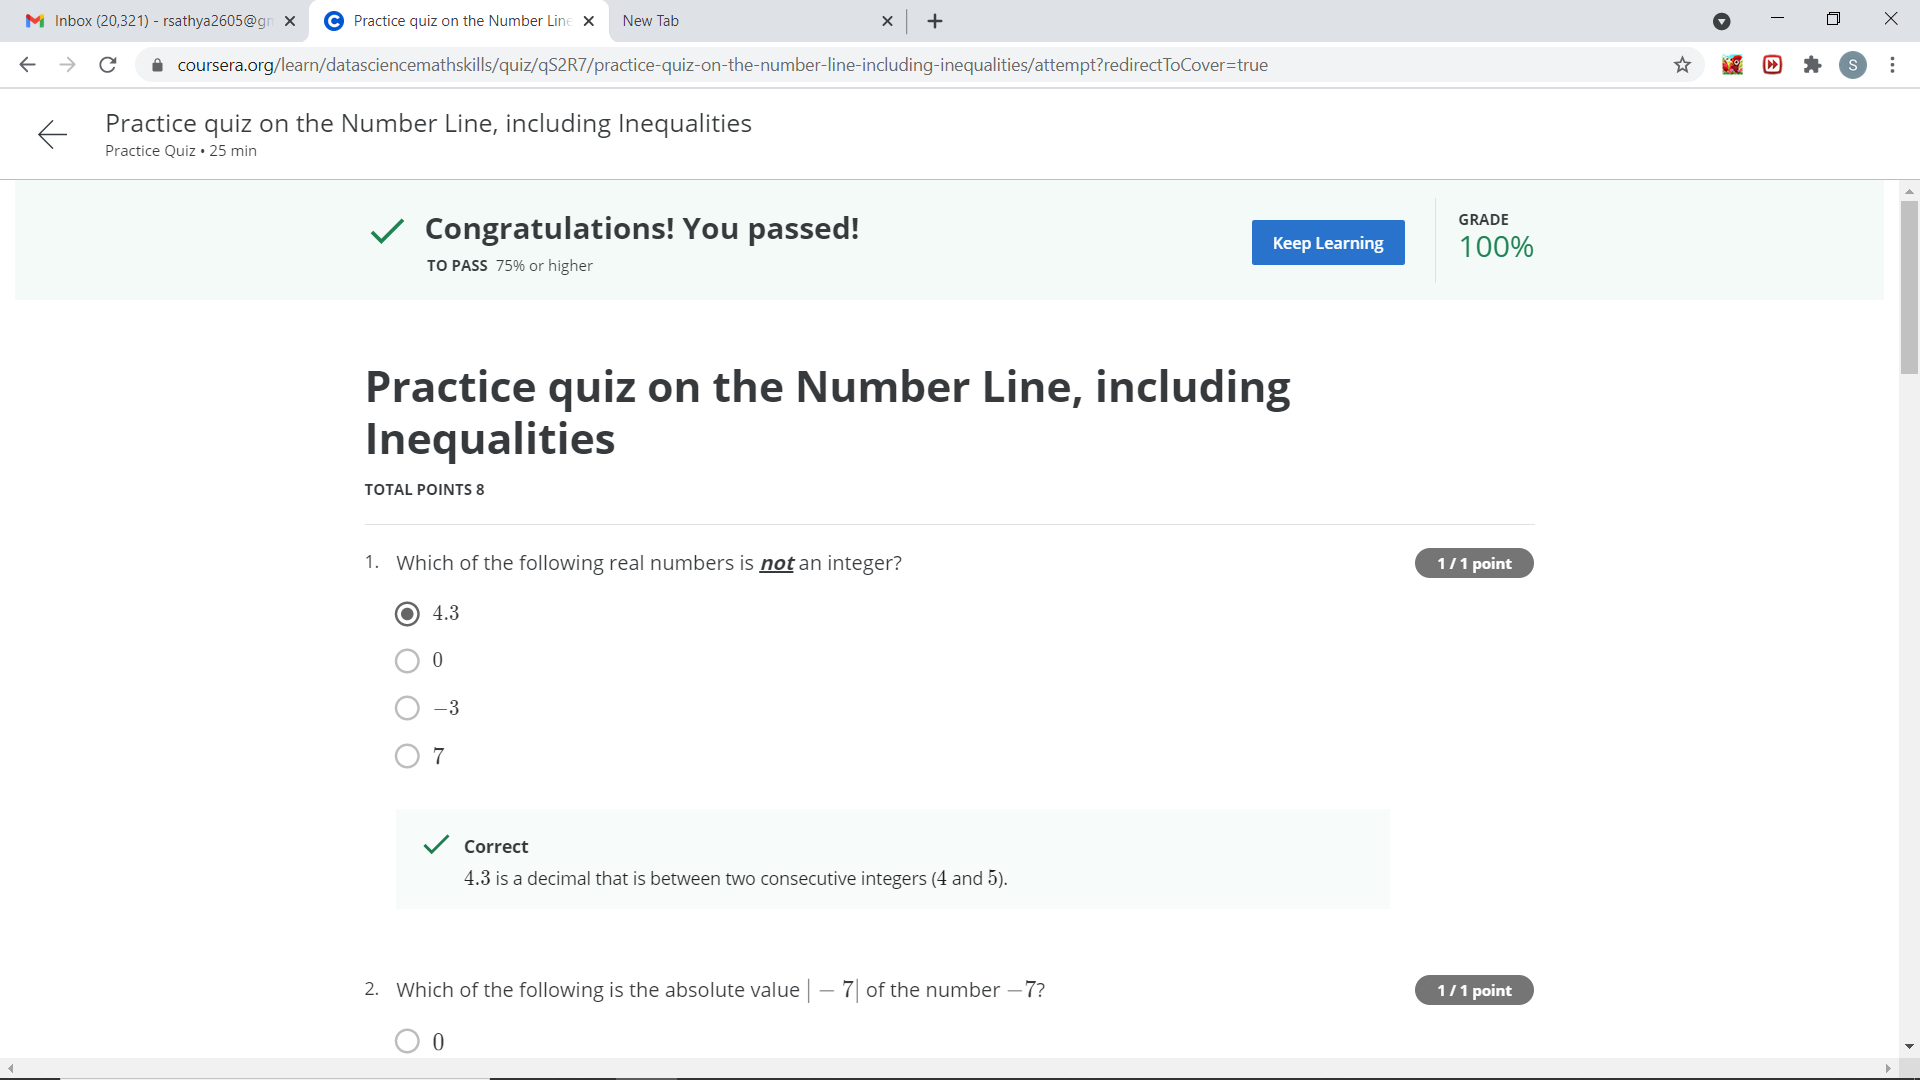 Inbox (20,321) - rsathya2605@gm
Practice quiz on the Number Line
New Tab
coursera.org/learn/datasciencemathskills/quiz/qS2R7/practice-quiz-on-the-number-line-including-inequalities/attempt?redirectToCover=true
S
Practice quiz on the Number Line, including Inequalities
Practice Quiz • 25 min
Congratulations! You passed!
TO PASS 75% or higher
Keep Learning
GRADE
100%
Practice quiz on the Number Line, including
Inequalities
TOTAL POINTS 8
1. Which of the following real numbers is not an integer?
1 / 1 point
4.3
0
−3
7
Correct
4.3 is a decimal that is between two consecutive integers (4 and 5).
2. Which of the following is the absolute value | − 7| of the number −7?
1 / 1 point
0